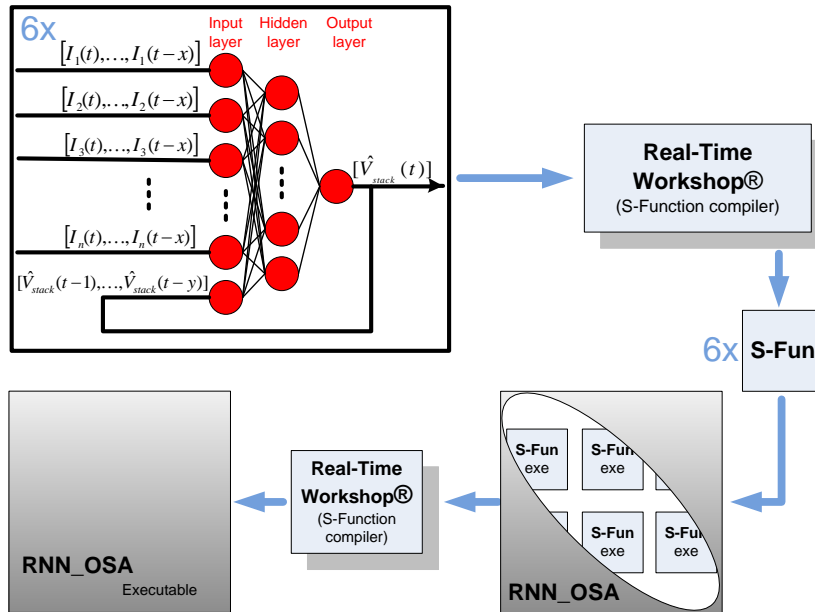 6x
Input layer
Hidden layer
Output layer
[I₁(t),…,I₁(t−x)]
[I₂(t),…,I₂(t−x)]
[I₃(t),…,I₃(t−x)]
[Iₙ(t),…,Iₙ(t−x)]
[V̂stack(t−1),…,V̂stack(t−y)]
[V̂stack(t)]
Real-Time
Workshop®
(S-Function compiler)
6x
S-Fun
S-Fun
exe
S-Fun
exe
S-Fun
exe
S-Fun
exe
RNN_OSA
Real-Time
Workshop®
(S-Function
compiler)
RNN_OSA
Executable